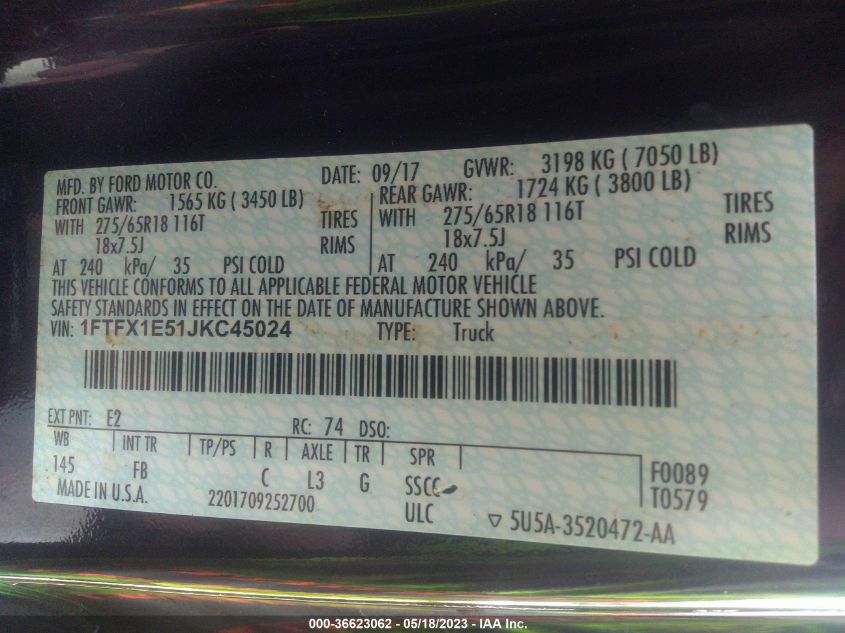 MFD. BY FORD MOTOR CO. DATE: 09/17 GVWR: 3198 KG ( 7050 LB)
FRONT GAWR: 1565 KG ( 3450 LB) REAR GAWR: 1724 KG ( 3800 LB)
WITH 275/65R18 116T TIRES WITH 275/65R18 116T TIRES
18x7.5J RIMS 18x7.5J RIMS
AT 240 kPa/ 35 PSI COLD AT 240 kPa/ 35 PSI COLD
THIS VEHICLE CONFORMS TO ALL APPLICABLE FEDERAL MOTOR VEHICLE
SAFETY STANDARDS IN EFFECT ON THE DATE OF MANUFACTURE SHOWN ABOVE.
VIN: 1FTFX1E51JKC45024 TYPE: Truck
EXT PNT: E2 RC: 74 DSO:
WB INT TR TP/PS R AXLE TR SPR
145 FB C L3 G SSCC F0089
MADE IN U.S.A. 2201709252700 ULC T0579
▽ 5U5A-3520472-AA
000-36623062 - 05/18/2023 - IAA Inc.